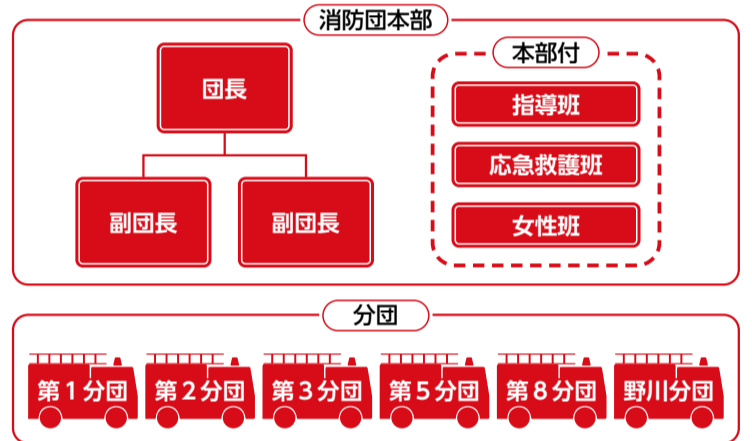 消防団本部
団長
副団長
副団長
本部付
指導班
応急救護班
女性班
分団
第1分団
第2分団
第3分団
第5分団
第8分団
野川分団